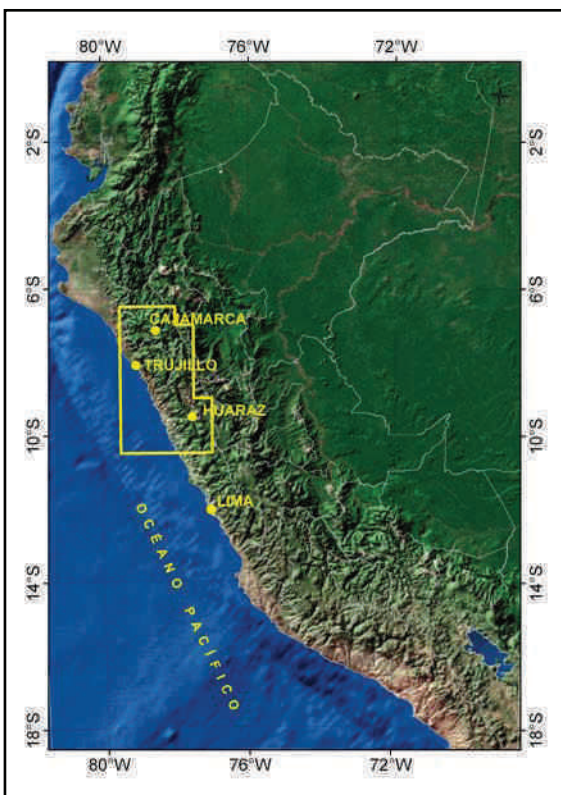 80°W 76°W 72°W
2°S 2°S
6°S 6°S
CAJAMARCA
TRUJILLO
HUARAZ
10°S 10°S
LIMA
OCÉANO PACÍFICO
14°S 14°S
18°S 18°S
80°W 76°W 72°W